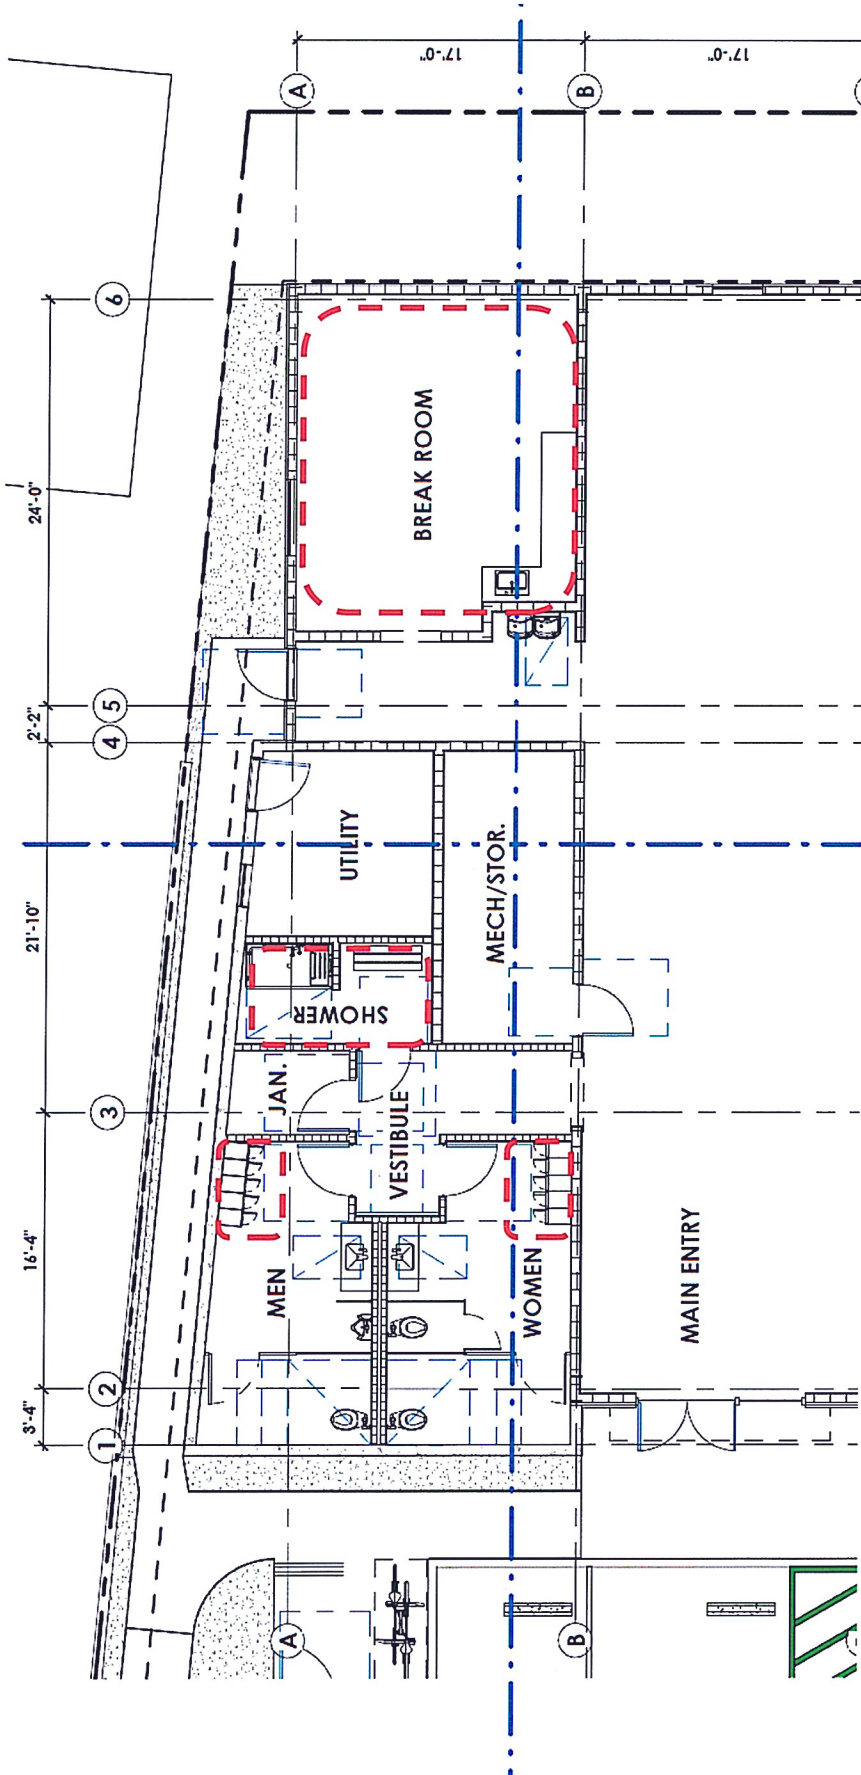 6
5
4
3
2
1
24'-0"
2'-2"
21'-10"
16'-4"
3'-4"
A
B
17'-0"
17'-0"
BREAK ROOM
UTILITY
MECH/STOR.
SHOWER
JAN.
VESTIBULE
MEN
WOMEN
MAIN ENTRY
A
B